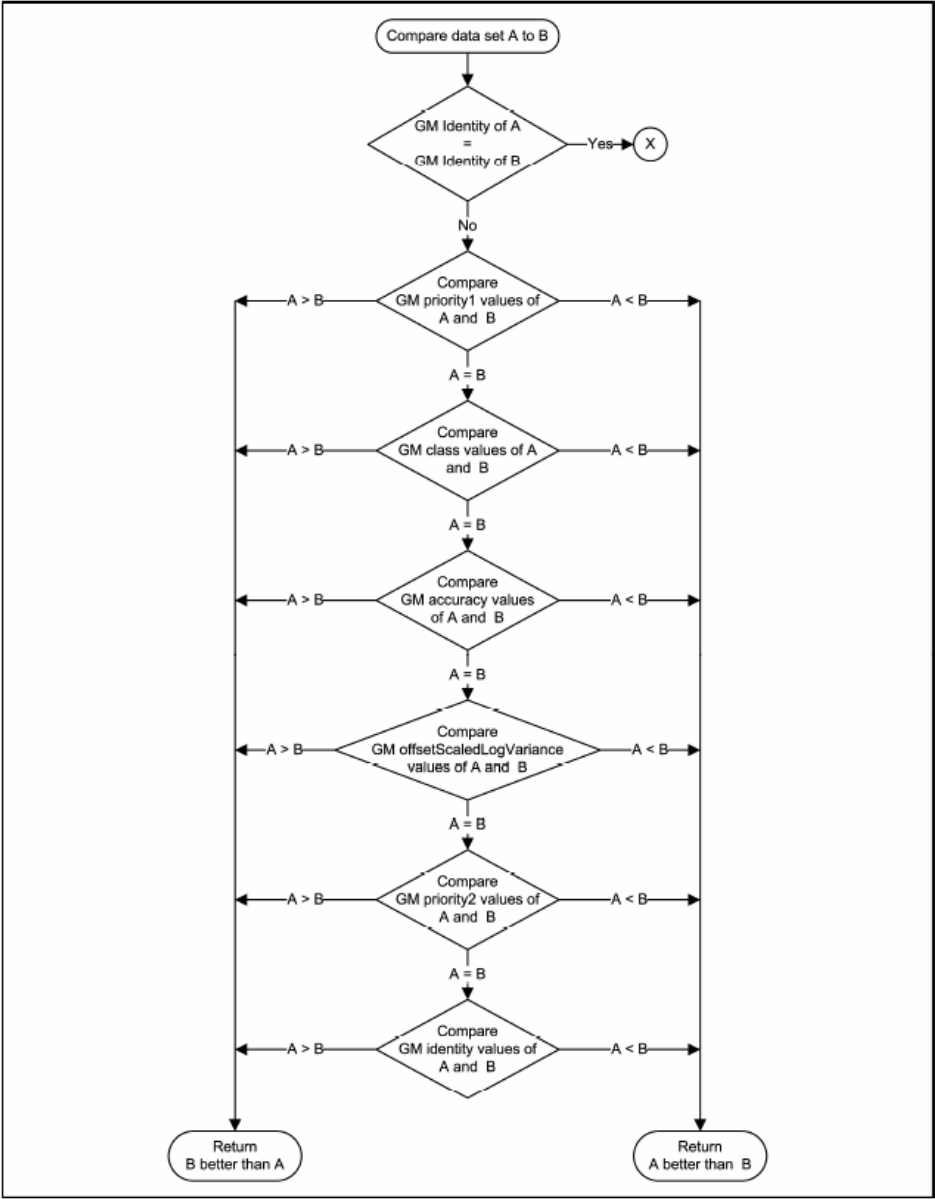 Compare data set A to B
GM Identity of A
=
GM Identity of B
Yes
X
No
Compare
GM priority1 values of
A and B
A > B
A < B
A = B
Compare
GM class values of A
and B
A > B
A < B
A = B
Compare
GM accuracy values
of A and B
A > B
A < B
A = B
Compare
GM offsetScaledLogVariance
values of A and B
A > B
A < B
A = B
Compare
GM priority2 values of
A and B
A > B
A < B
A = B
Compare
GM identity values of
A and B
A > B
A < B
Return
B better than A
Return
A better than B